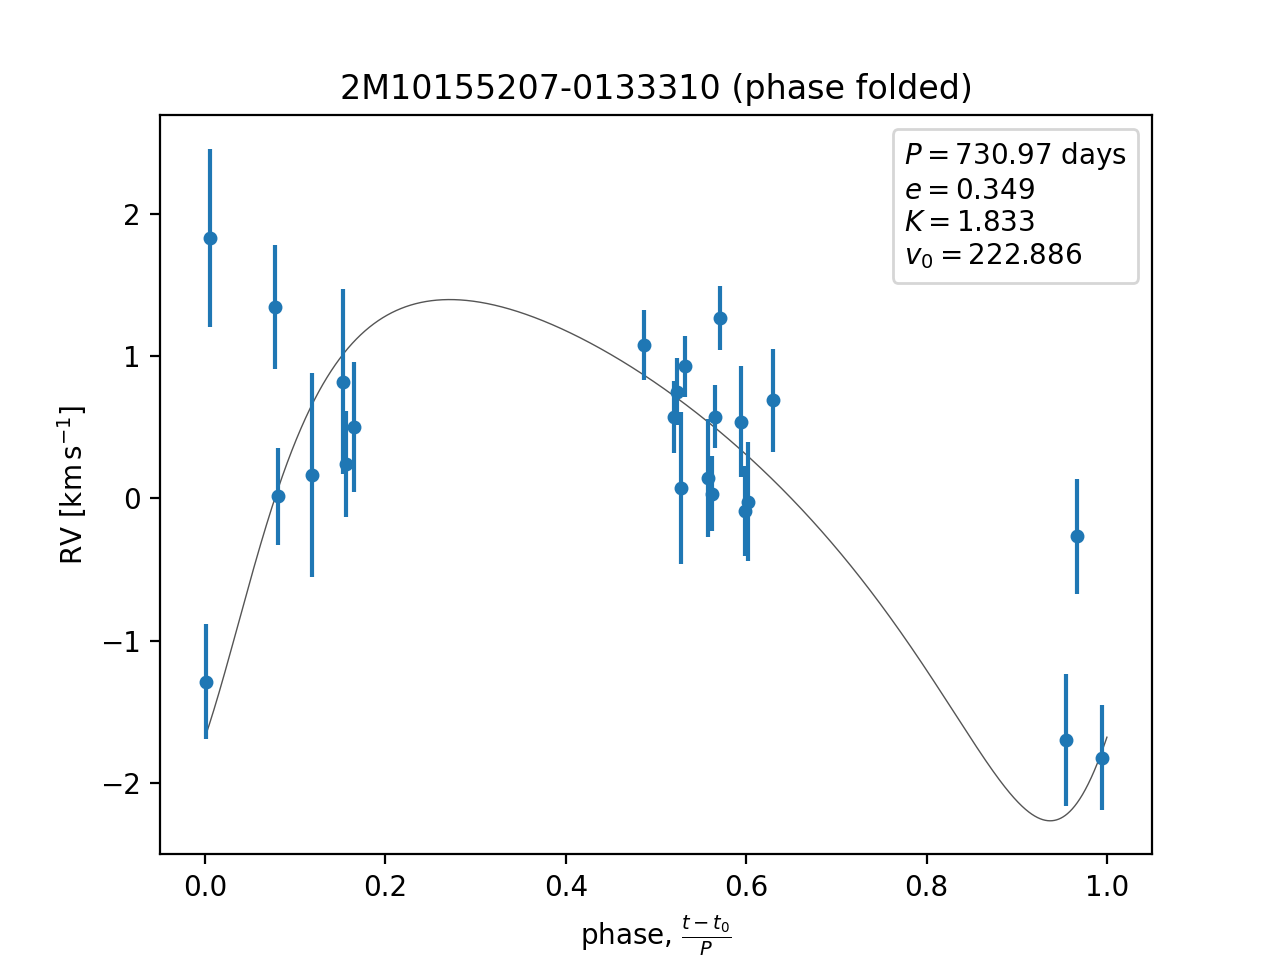 2M10155207-0133310 (phase folded)
P = 730.97 days
e = 0.349
K = 1.833
v₀ = 222.886
RV [km s⁻¹]
2
1
0
−1
−2
0.0 0.2 0.4 0.6 0.8 1.0
phase, (t − t₀)/P